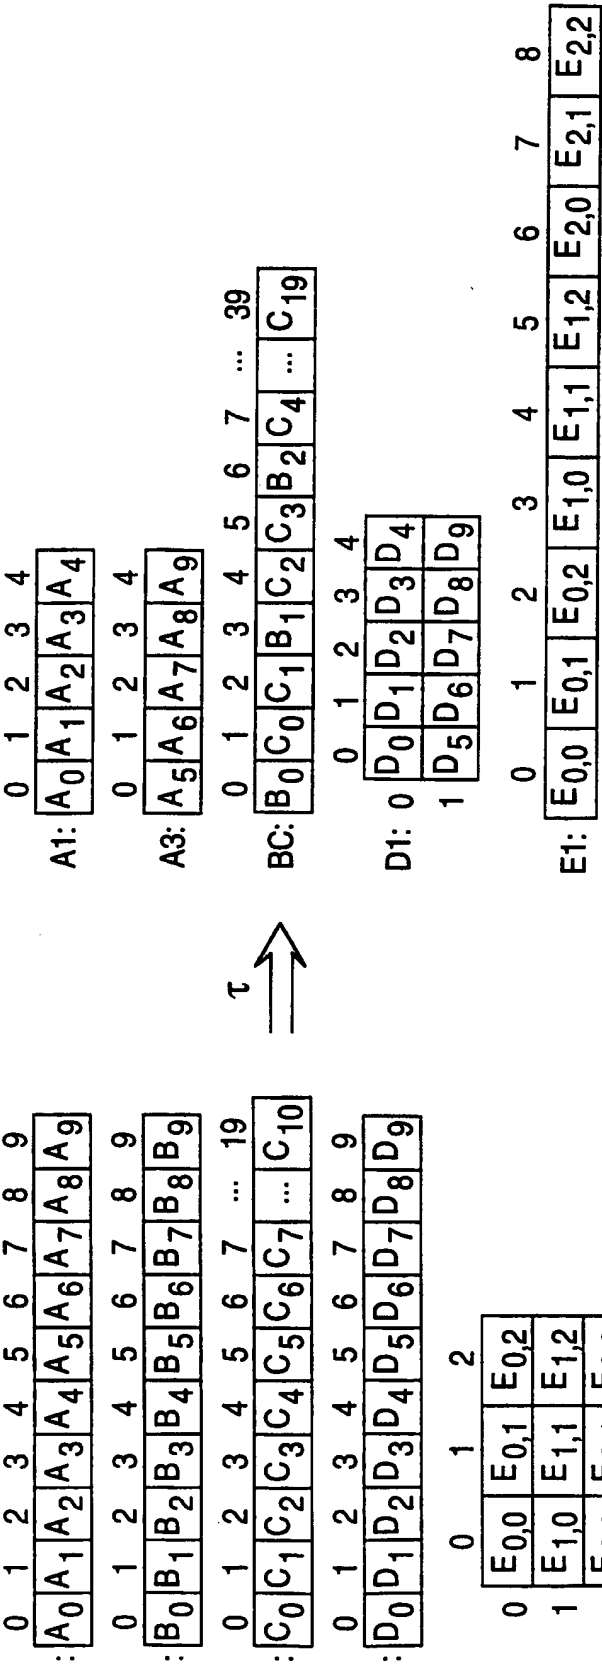 0 1 2 3 4 5 6 7 8 9
: A0 A1 A2 A3 A4 A5 A6 A7 A8 A9
0 1 2 3 4 5 6 7 8 9
: B0 B1 B2 B3 B4 B5 B6 B7 B8 B9
0 1 2 3 4 5 6 7 ... 19
: C0 C1 C2 C3 C4 C5 C6 C7 ... C10
0 1 2 3 4 5 6 7 8 9
: D0 D1 D2 D3 D4 D5 D6 D7 D8 D9
0 1 2
0 E0,0 E0,1 E0,2
1 E1,0 E1,1 E1,2
τ
0 1 2 3 4
A1: A0 A1 A2 A3 A4
0 1 2 3 4
A3: A5 A6 A7 A8 A9
0 1 2 3 4 5 6 7 ... 39
BC: B0 C0 C1 B1 C2 C3 B2 C4 ... C19
0 1 2 3 4
D1: 0 D0 D1 D2 D3 D4
1 D5 D6 D7 D8 D9
0 1 2 3 4 5 6 7 8
E1: E0,0 E0,1 E0,2 E1,0 E1,1 E1,2 E2,0 E2,1 E2,2